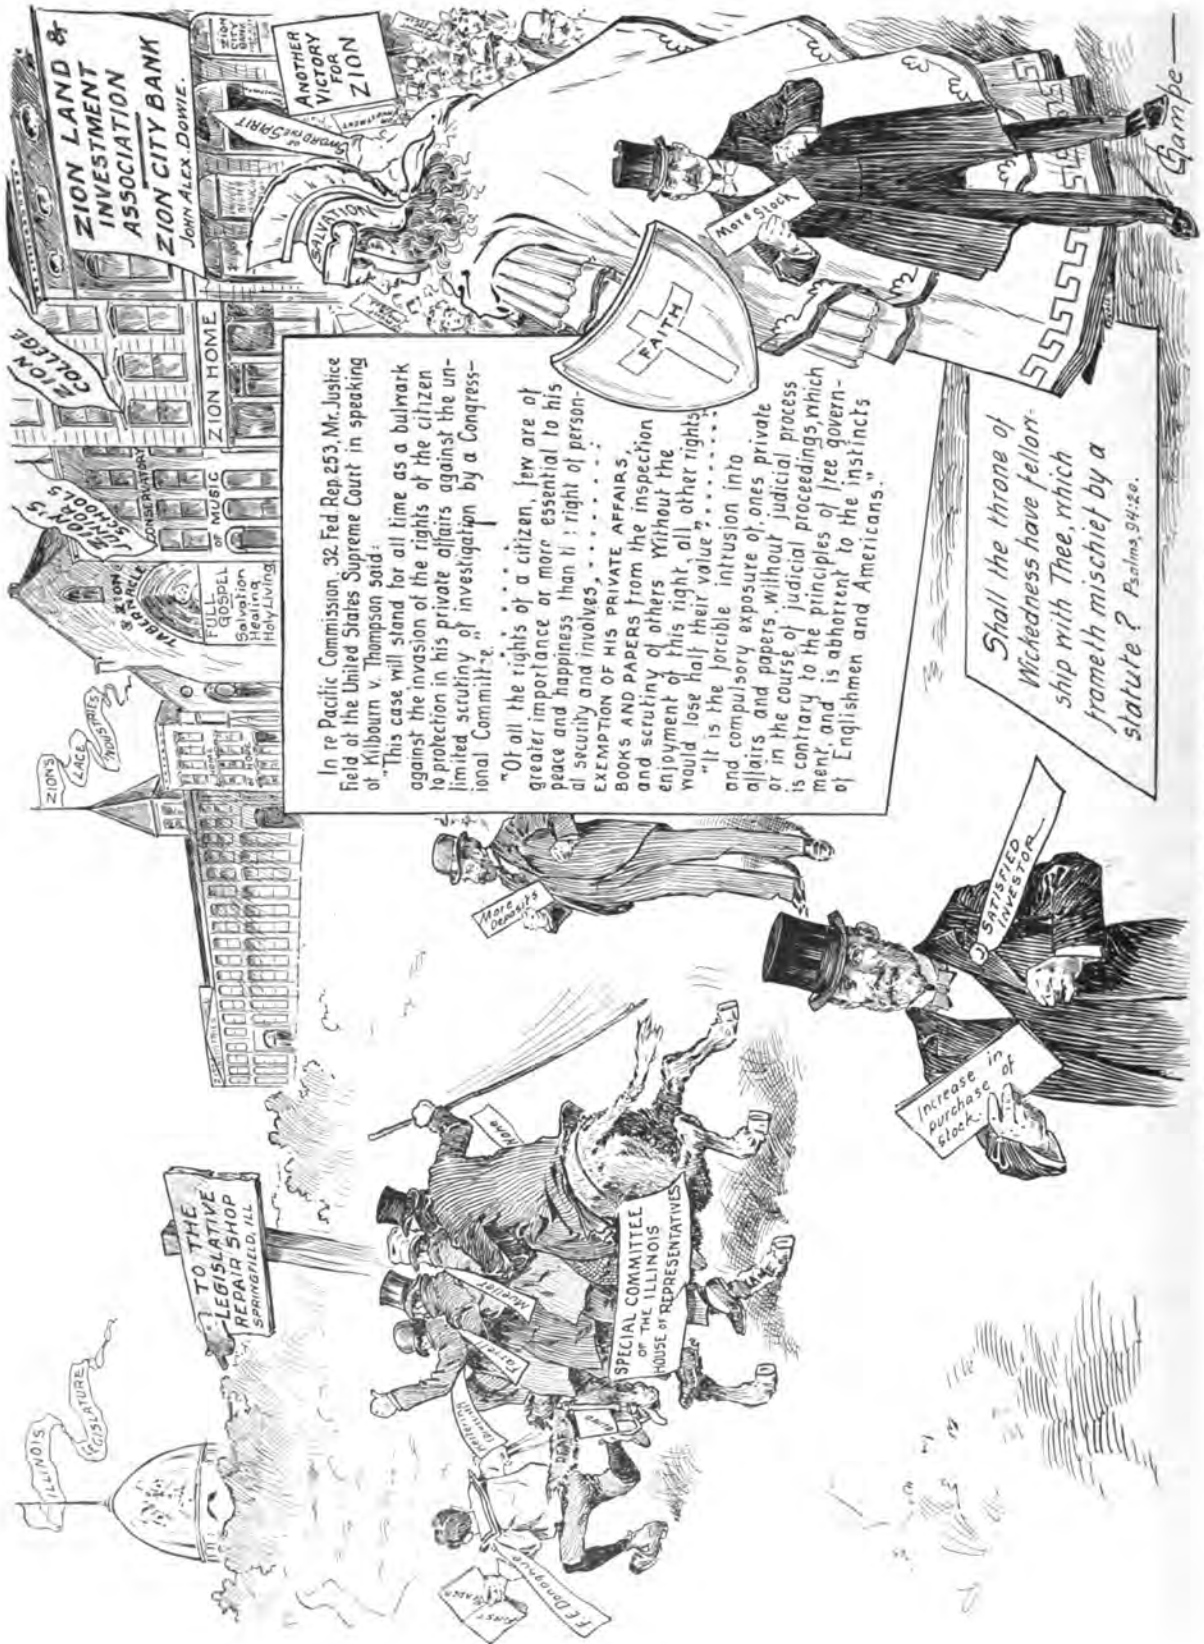 ILLINOIS
LEGISLATURE
TO THE
LEGISLATIVE
REPAIR SHOP
SPRINGFIELD, ILL
ZION'S
LACE
INDUSTRIES
ZION
TABERNACLE
FULL
GOSPEL
Salvation
Healing
Holy Living
ZION'S
JUNIOR
SCHOOLS
CONSERVATORY
OF MUSIC
ZION
COLLEGE
ZION HOME
ZION LAND &
INVESTMENT
ASSOCIATION
ZION CITY BANK
JOHN ALEX. DOWIE.
ZION
CITY
BANK
ANOTHER
VICTORY
FOR
ZION
SWORD OF THE SPIRIT
SALVATION
FAITH
More Stock
In re Pacific Commission, 32 Fed. Rep. 253, Mr. Justice
Field of the United States Supreme Court in speaking
of Kilbourn v. Thompson said:
"This case will stand for all time as a bulwark
against the invasion of the rights of the citizen
to protection in his private affairs against the un-
limited scrutiny of investigation by a Congress-
ional Committee."
"Of all the rights of a citizen, few are of
greater importance or more essential to his
peace and happiness than the right of person-
al security and involves,
EXEMPTION OF HIS PRIVATE AFFAIRS,
BOOKS AND PAPERS from the inspection
and scrutiny of others. Without the
enjoyment of this right, all other rights
would lose half their value",
"It is the forcible intrusion into
and compulsory exposure of, ones private
affairs and papers, without judicial process
or in the course of judicial proceedings, which
is contrary to the principles of free govern-
ment, and is abhorrent to the instincts
of Englishmen and Americans."
Shall the throne of
Wickedness have fellow-
ship with Thee, which
frameth mischief by a
statute? Psalms, 94:20.
More
Deposits
SATISFIED
INVESTOR
Increase in
purchase of
stock.
SPECIAL COMMITTEE
OF THE ILLINOIS
HOUSE OF REPRESENTATIVES
Mueller
Farrell
LAME
DEAF
F.E. Donoghue
FIRST
READER
Champe